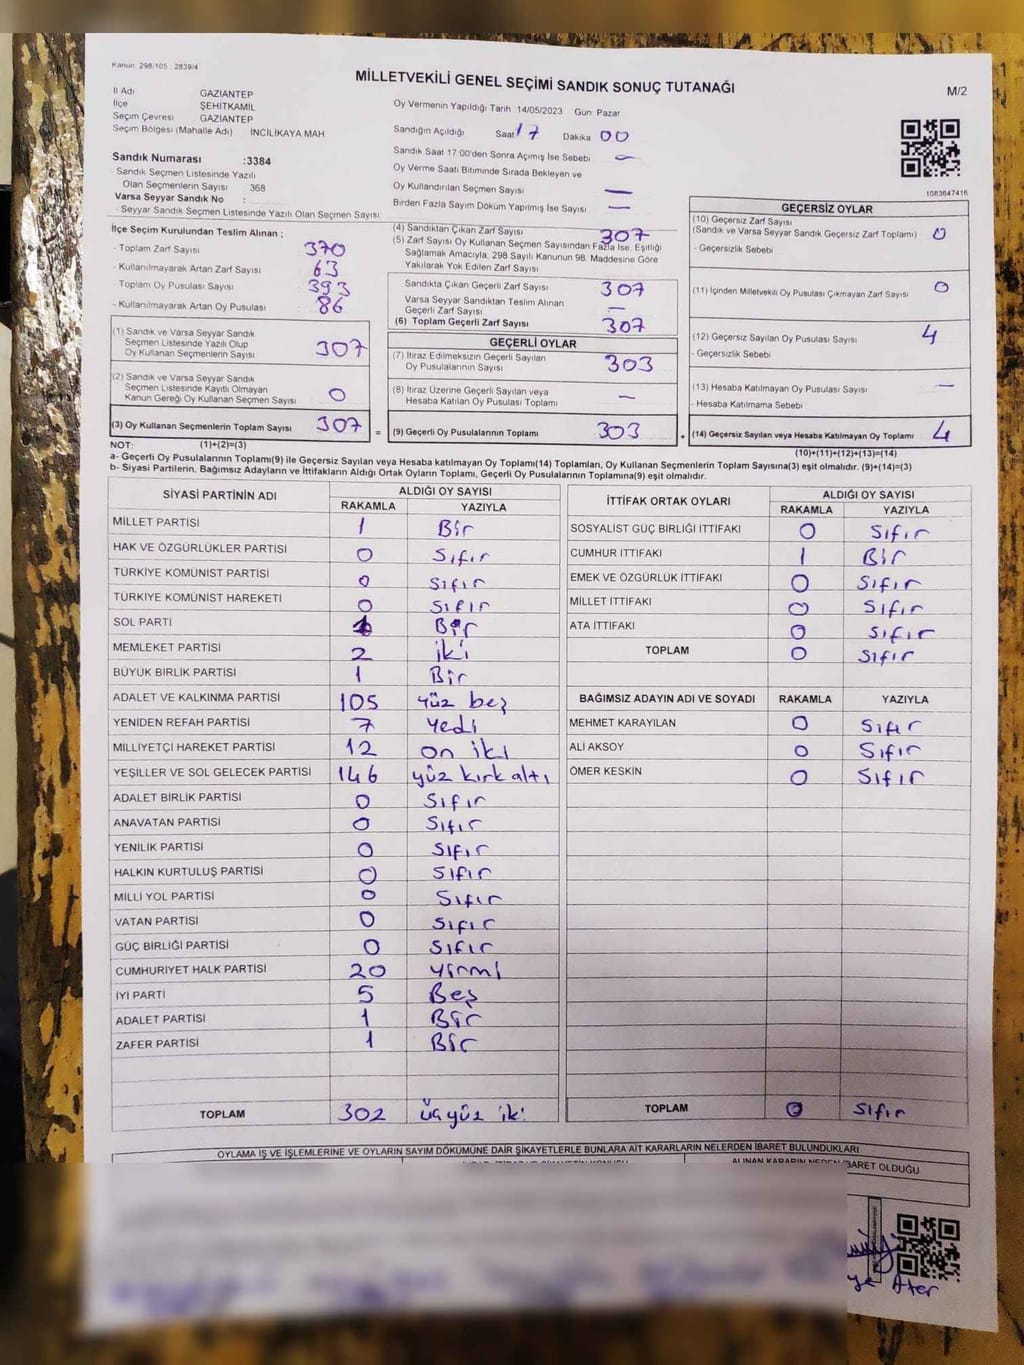 Kanun: 298/105 2839/4
MİLLETVEKİLİ GENEL SEÇİMİ SANDIK SONUÇ TUTANAĞI
M/2
İl Adı GAZIANTEP
İlçe ŞEHİTKAMİL
Seçim Çevresi GAZIANTEP
Seçim Bölgesi (Mahalle Adı) İNCİLİKAYA MAH
Sandık Numarası :3384
Sandık Seçmen Listesinde Yazılı
Olan Seçmenlerin Sayısı 368
Varsa Seyyar Sandık No :
- Seyyar Sandık Seçmen Listesinde Yazılı Olan Seçmen Sayısı
Oy Vermenin Yapıldığı Tarih 14/05/2023 Gün: Pazar
Sandığın Açıldığı Saat 17 Dakika 00
Sandık Saat 17:00'den Sonra Açımış İse Sebebi —
Oy Verme Saati Bitiminde Sırada Bekleyen ve
Oy Kullandırılan Seçmen Sayısı —
Birden Fazla Sayım Döküm Yapılmış İse Sayısı —
1083647416
İlçe Seçim Kurulundan Teslim Alınan ;
- Toplam Zarf Sayısı 370
- Kullanılmayarak Artan Zarf Sayısı 63
- Toplam Oy Pusulası Sayısı 393
- Kullanılmayarak Artan Oy Pusulası 86
(1) Sandık ve Varsa Seyyar Sandık
Seçmen Listesinde Yazılı Olup
Oy Kullanan Seçmenlerin Sayısı 307
(2) Sandık ve Varsa Seyyar Sandık
Seçmen Listesinde Kayıtlı Olmayan
Kanun Gereği Oy Kullanan Seçmen Sayısı 0
(3) Oy Kullanan Seçmenlerin Toplam Sayısı 307 =
(4) Sandıktan Çıkan Zarf Sayısı 307
(5) Zarf Sayısı Oy Kullanan Seçmen Sayısından Fazla İse, Eşitliği
Sağlamak Amacıyla, 298 Sayılı Kanunun 98. Maddesine Göre
Yakılarak Yok Edilen Zarf Sayısı
Sandıkta Çıkan Geçerli Zarf Sayısı 307
Varsa Seyyar Sandıktan Teslim Alınan
Geçerli Zarf Sayısı —
(6) Toplam Geçerli Zarf Sayısı 307
GEÇERLİ OYLAR
(7) İtiraz Edilmeksizin Geçerli Sayılan
Oy Pusulalarının Sayısı 303
(8) İtiraz Üzerine Geçerli Sayılan veya
Hesaba Katılan Oy Pusulası Toplamı —
(9) Geçerli Oy Pusulalarının Toplamı 303 +
GEÇERSİZ OYLAR
(10) Geçersiz Zarf Sayısı
(Sandık ve Varsa Seyyar Sandık Geçersiz Zarf Toplamı) 0
- Geçersizlik Sebebi
(11) İçinden Milletvekili Oy Pusulası Çıkmayan Zarf Sayısı 0
(12) Geçersiz Sayılan Oy Pusulası Sayısı 4
- Geçersizlik Sebebi
(13) Hesaba Katılmayan Oy Pusulası Sayısı —
- Hesaba Katılmama Sebebi
(14) Geçersiz Sayılan veya Hesaba Katılmayan Oy Pusulası Toplamı 4
NOT: (1)+(2)=(3) (10)+(11)+(12)+(13)=(14)
a- Geçerli Oy Pusulalarının Toplamı(9) ile Geçersiz Sayılan veya Hesaba katılmayan Oy Toplamı(14) Toplamları, Oy Kullanan Seçmenlerin Toplam Sayısına(3) eşit olmalıdır. (9)+(14)=(3)
b- Siyasi Partilerin, Bağımsız Adayların ve İttifakların Aldığı Ortak Oyların Toplamı, Geçerli Oy Pusulalarının Toplamına(9) eşit olmalıdır.
SİYASİ PARTİNİN ADI ALDIĞI OY SAYISI
RAKAMLA YAZIYLA
MİLLET PARTİSİ 1 Bir
HAK VE ÖZGÜRLÜKLER PARTİSİ 0 Sıfır
TÜRKİYE KOMÜNİST PARTİSİ 0 Sıfır
TÜRKİYE KOMÜNİST HAREKETİ 0 Sıfır
SOL PARTİ 1 Bir
MEMLEKET PARTİSİ 2 iki
BÜYÜK BİRLİK PARTİSİ 1 Bir
ADALET VE KALKINMA PARTİSİ 105 yüz beş
YENİDEN REFAH PARTİSİ 7 Yedi
MİLLİYETÇİ HAREKET PARTİSİ 12 on iki
YEŞİLLER VE SOL GELECEK PARTİSİ 146 yüz kırk altı
ADALET BİRLİK PARTİSİ 0 Sıfır
ANAVATAN PARTİSİ 0 Sıfır
YENİLİK PARTİSİ 0 Sıfır
HALKIN KURTULUŞ PARTİSİ 0 Sıfır
MİLLİ YOL PARTİSİ 0 Sıfır
VATAN PARTİSİ 0 Sıfır
GÜÇ BİRLİĞİ PARTİSİ 0 Sıfır
CUMHURİYET HALK PARTİSİ 20 yirmi
İYİ PARTİ 5 Beş
ADALET PARTİSİ 1 Bir
ZAFER PARTİSİ 1 Bir
TOPLAM 302 üçyüz iki
İTTİFAK ORTAK OYLARI ALDIĞI OY SAYISI
RAKAMLA YAZIYLA
SOSYALİST GÜÇ BİRLİĞİ İTTİFAKI 0 Sıfır
CUMHUR İTTİFAKI 1 Bir
EMEK VE ÖZGÜRLÜK İTTİFAKI 0 Sıfır
MİLLET İTTİFAKI 0 Sıfır
ATA İTTİFAKI 0 Sıfır
TOPLAM 0 Sıfır
BAĞIMSIZ ADAYIN ADI VE SOYADI RAKAMLA YAZIYLA
MEHMET KARAYILAN 0 Sıfır
ALİ AKSOY 0 Sıfır
ÖMER KESKİN 0 Sıfır
TOPLAM 0 Sıfır
OYLAMA İŞ VE İŞLEMLERİNE VE OYLARIN SAYIM DÖKÜMÜNE DAİR ŞİKAYETLERLE BUNLARA AİT KARARLARIN NELERDEN İBARET BULUNDUKLARI
ALINAN KARARIN NEDEN İBARET OLDUĞU